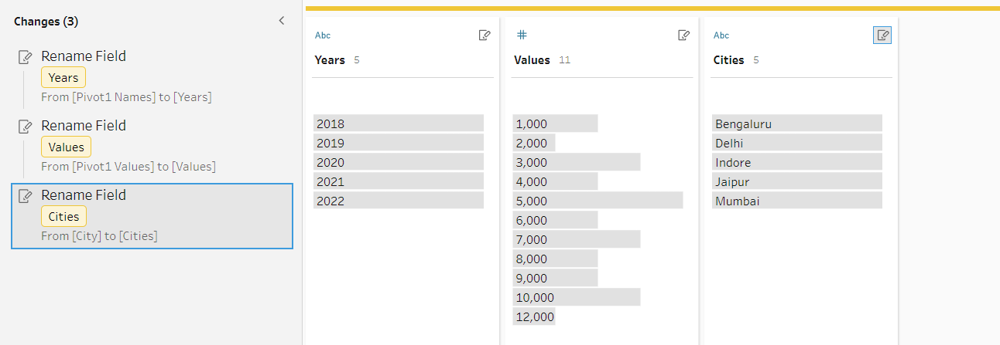 Changes (3)
Rename Field
Years
From [Pivot1 Names] to [Years]
Rename Field
Values
From [Pivot1 Values] to [Values]
Rename Field
Cities
From [City] to [Cities]
Abc
Years 5
2018
2019
2020
2021
2022
#
Values 11
1,000
2,000
3,000
4,000
5,000
6,000
7,000
8,000
9,000
10,000
12,000
Abc
Cities 5
Bengaluru
Delhi
Indore
Jaipur
Mumbai